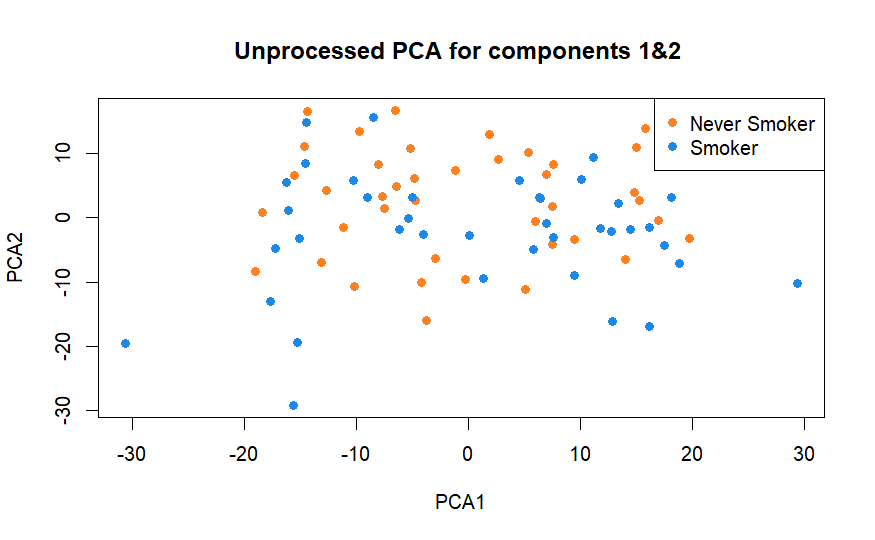 Unprocessed PCA for components 1&2
Never Smoker
Smoker
10
0
-10
-20
-30
PCA2
-30
-20
-10
0
10
20
30
PCA1